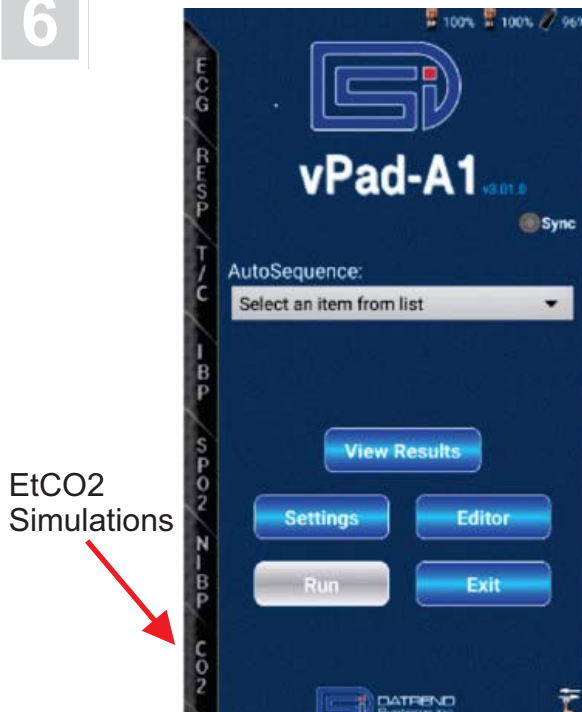 6
100% 100% 96%
ECG
RESP
T/C
IBP
SPO2
NIBP
CO2
vPad-A1 v3.01.0
Sync
AutoSequence:
Select an item from list
View Results
Settings Editor
Run Exit
EtCO2
Simulations
DATREND